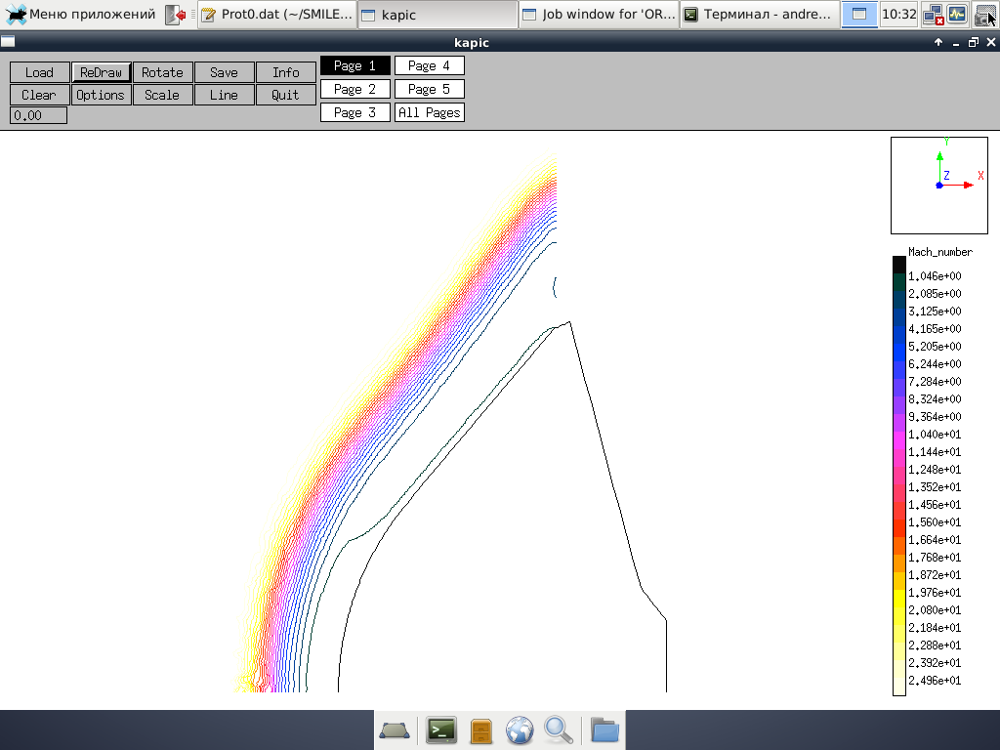 Меню приложений
Prot0.dat (~/SMILE...
kapic
Job window for 'OR...
Терминал - andre...
10:32
kapic
Load ReDraw Rotate Save Info
Clear Options Scale Line Quit
0.00
Page 1 Page 4
Page 2 Page 5
Page 3 All Pages
Y
Z X
Mach_number
1.046e+00
2.085e+00
3.125e+00
4.165e+00
5.205e+00
6.244e+00
7.284e+00
8.324e+00
9.364e+00
1.040e+01
1.144e+01
1.248e+01
1.352e+01
1.456e+01
1.560e+01
1.664e+01
1.768e+01
1.872e+01
1.976e+01
2.080e+01
2.184e+01
2.288e+01
2.392e+01
2.496e+01